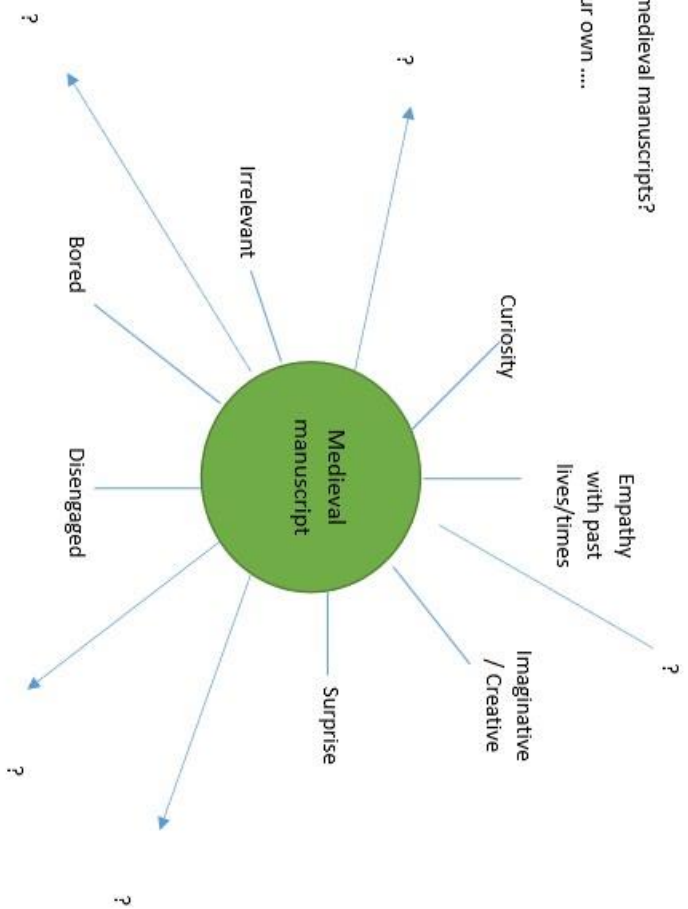 medieval manuscripts?
ur own ....
?
Empathy
with past
lives/times
Curiosity
Imaginative
/ Creative
?
Medieval
manuscript
Surprise
Irrelevant
?
Bored
Disengaged
?
?